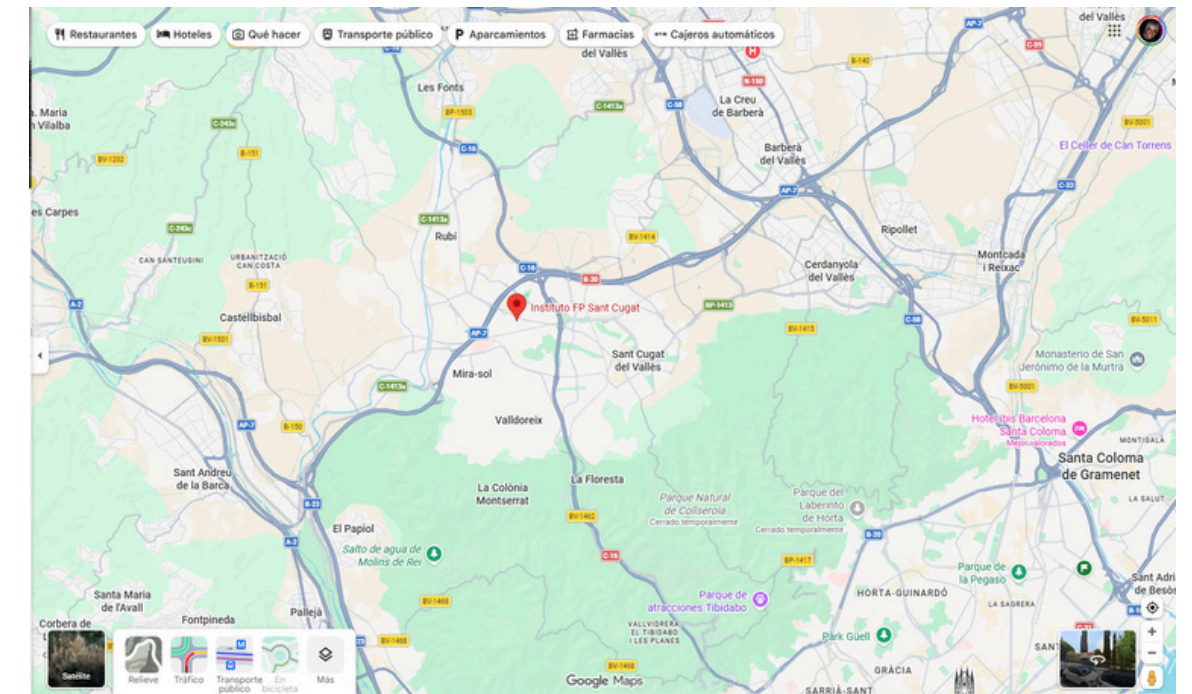 Restaurantes
Hoteles
Qué hacer
Transporte público
Aparcamientos
Farmacias
Cajeros automáticos
AP-7
del Vallès
C-59
del Vallès
H
N-150
B-140
Les Fonts
C-1413a
C-58
La Creu
de Barberà
BP-1503
C-243c
B-151
BV-5001
C-16
El Celler de Can Torrens
Barberà
del Vallès
BV-1202
AP-7
C-33
es Carpes
C-1413a
C-243c
Rubí
BV-1414
Ripollet
CAN SANTEUGINI
URBANITZACIÓ
CAN COSTA
Montcada
i Reixac
C-16
B-30
Cerdanyola
del Vallès
B-151
A-2
Castellbisbal
Instituto FP Sant Cugat
BP-1413
C-58
BV-5011
BV-1415
AP-7
BV-1501
Sant Cugat
del Vallès
Monasterio de San
Jerónimo de la Murtra
Mira-sol
C-1413a
BV-5001
Valldoreix
AP-7
B-150
Hotel ibis Barcelona
Santa Coloma
Mejor valorados
MONTIGALÀ
Santa Coloma
de Gramenet
Sant Andreu
de la Barca
La Colònia
Montserrat
La Floresta
Parque Natural
de Collserola
Cerrado temporalmente
Parque del
Laberinto
de Horta
Cerrado temporalmente
LA SALUT
B-23
BV-1462
El Papiol
A-2
B-20
Salto de agua de
Molins de Rei
C-16
BP-1417
Parque de
la Pegaso
Sant Adri
de Besòs
Santa Maria
de l'Avall
BV-1468
Parque de
atracciones Tibidabo
HORTA-GUINARDÓ
LA SAGRERA
Pallejà
Fontpineda
Corbera de
VALLVIDRERA
EL TIBIDABO
I LES PLANES
Park Güell
BV-1468
BV-1468
GRÀCIA
SARRIÀ-SANT
Satélite
Relieve
Tráfico
Transporte
público
En
bicicleta
Más
Google Maps